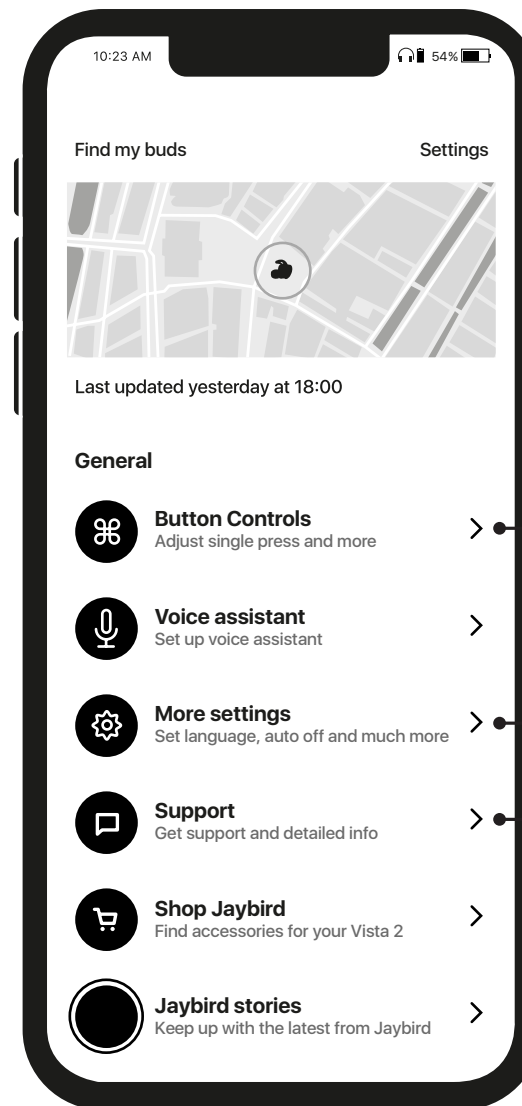 10:23 AM 54%
Find my buds Settings
Last updated yesterday at 18:00
General
Button Controls
Adjust single press and more
Voice assistant
Set up voice assistant
More settings
Set language, auto off and much more
Support
Get support and detailed info
Shop Jaybird
Find accessories for your Vista 2
Jaybird stories
Keep up with the latest from Jaybird